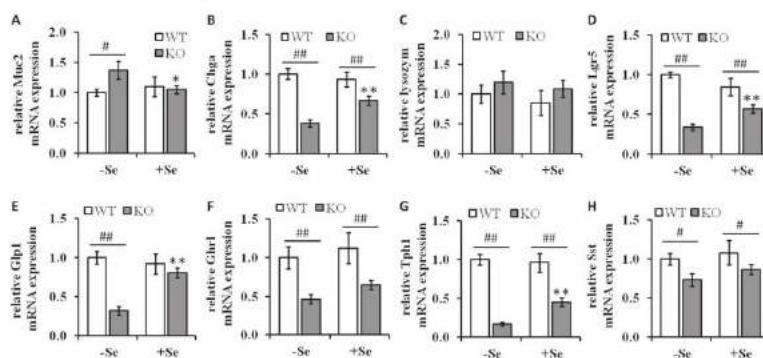 A
WT KO
relative Muc2
mRNA expression
2.0
1.5
1.0
0.5
0.0
#
*
-Se +Se
B
WT KO
relative Chga
mRNA expression
1.5
1.0
0.5
0.0
##
##
**
-Se +Se
C
WT KO
relative lyozym
mRNA expression
2.0
1.5
1.0
0.5
0.0
-Se +Se
D
WT KO
relative Lgr5
mRNA expression
1.5
1.0
0.5
0.0
##
##
**
-Se +Se
E
WT KO
relative Glp1
mRNA expression
1.5
1.0
0.5
0.0
##
**
-Se +Se
F
WT KO
relative Ghr1
mRNA expression
1.5
1.0
0.5
0.0
##
##
-Se +Se
G
WT KO
relative Tph1
mRNA expression
1.5
1.0
0.5
0.0
##
##
**
-Se +Se
H
WT KO
relative Sst
mRNA expression
1.5
1.0
0.5
0.0
#
#
-Se +Se